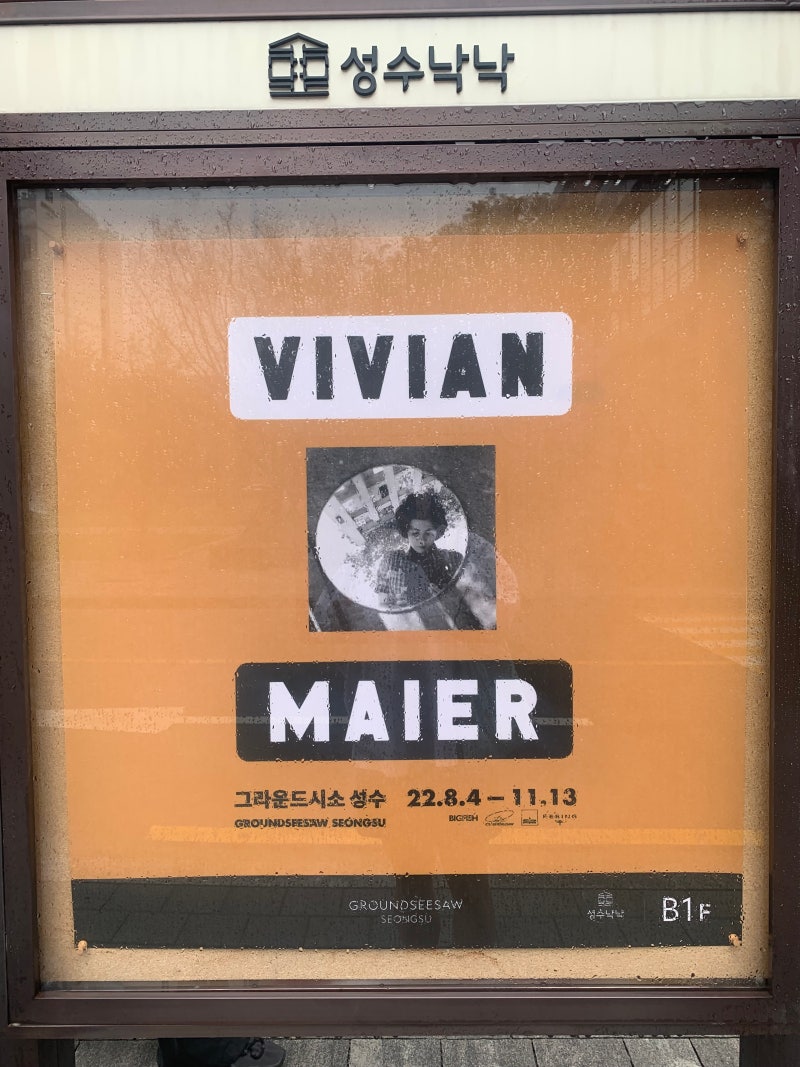 성수낙낙
VIVIAN
MAIER
그라운드시소 성수 22.8.4 – 11.13
GROUNDSEESAW SEONGSU
GROUNDSEESAW
SEONGSU
성수낙낙
B1F